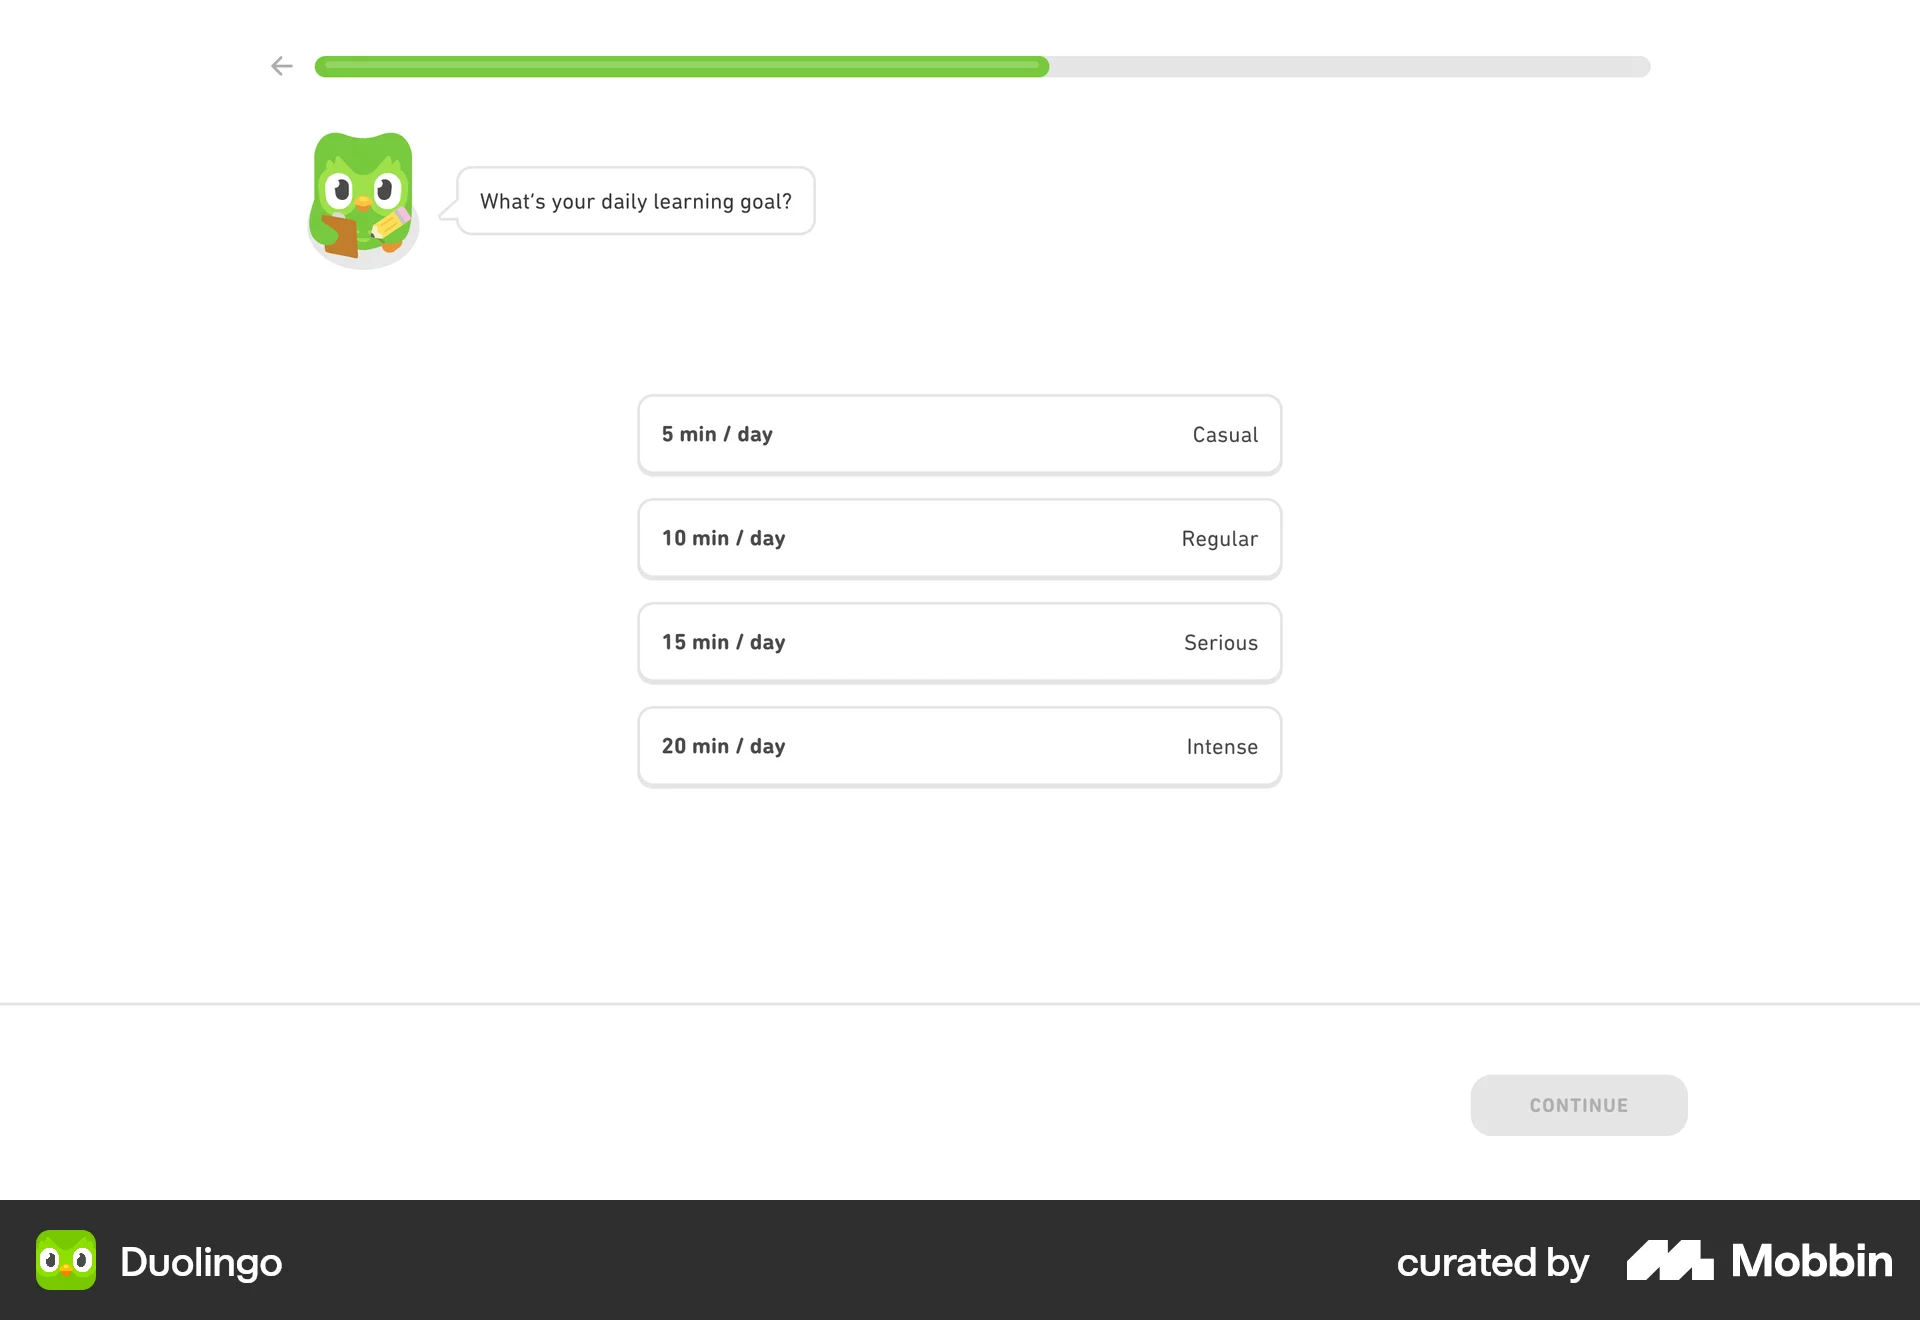 What's your daily learning goal?
5 min / day Casual
10 min / day Regular
15 min / day Serious
20 min / day Intense
CONTINUE
Duolingo curated by Mobbin